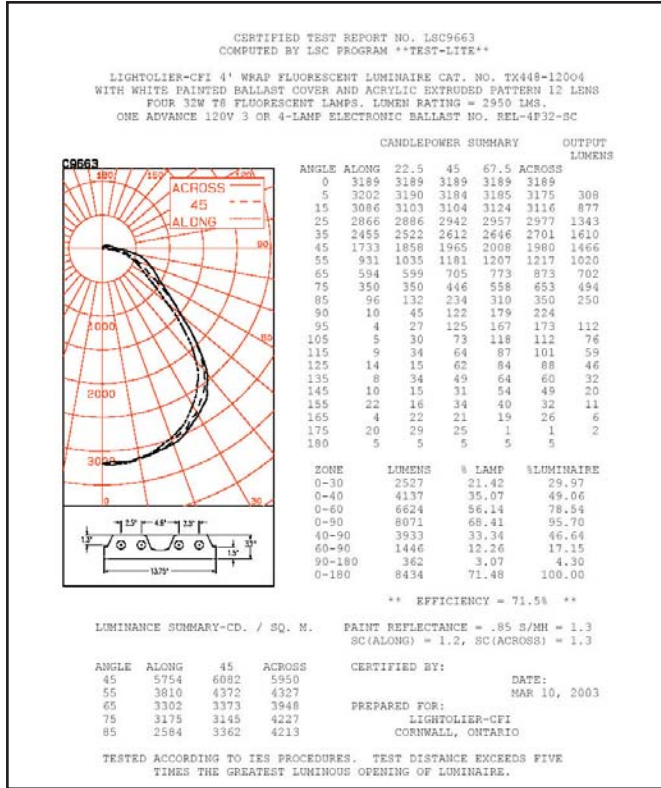 CERTIFIED TEST REPORT NO. LSC9663
COMPUTED BY LSC PROGRAM **TEST-LITE**
LIGHTOLIER-CFI 4' WRAP FLUORESCENT LUMINAIRE CAT. NO. TX448-12004
WITH WHITE PAINTED BALLAST COVER AND ACRYLIC EXTRUDED PATTERN 12 LENS
FOUR 32W T8 FLUORESCENT LAMPS. LUMEN RATING = 2950 LMS.
ONE ADVANCE 120V 3 OR 4-LAMP ELECTRONIC BALLAST NO. REL-4P32-SC
C9663
180 150 120
ACROSS
45
ALONG
90
1000
2000
3000
0 30
2.5" 4.6" 2.5"
1.5"
13.75"
CANDLEPOWER SUMMARY OUTPUT
LUMENS
ANGLE ALONG 22.5 45 67.5 ACROSS
0 3189 3189 3189 3189 3189
5 3202 3190 3184 3185 3175 308
15 3086 3103 3104 3124 3116 877
25 2866 2886 2942 2957 2977 1343
35 2455 2522 2612 2646 2701 1610
45 1733 1858 1965 2008 1980 1466
55 931 1035 1181 1207 1217 1020
65 594 599 705 773 873 702
75 350 350 446 558 653 494
85 96 132 234 310 350 250
90 10 45 122 179 224
95 4 27 125 167 173 112
105 5 30 73 118 112 76
115 9 34 64 87 101 59
125 14 15 62 84 88 46
135 8 34 49 64 60 32
145 10 15 31 54 49 20
155 22 16 34 40 32 11
165 4 22 21 19 26 6
175 20 29 25 1 1 2
180 5 5 5 5 5
ZONE LUMENS % LAMP %LUMINAIRE
0-30 2527 21.42 29.97
0-40 4137 35.07 49.06
0-60 6624 56.14 78.54
0-90 8071 68.41 95.70
40-90 3933 33.34 46.64
60-90 1446 12.26 17.15
90-180 362 3.07 4.30
0-180 8434 71.48 100.00
** EFFICIENCY = 71.5% **
LUMINANCE SUMMARY-CD. / SQ. M.
ANGLE ALONG 45 ACROSS
45 5754 6082 5950
55 3810 4372 4327
65 3302 3373 3948
75 3175 3145 4227
85 2584 3362 4213
PAINT REFLECTANCE = .85 S/MH = 1.3
SC(ALONG) = 1.2, SC(ACROSS) = 1.3
CERTIFIED BY:
DATE:
MAR 10, 2003
PREPARED FOR:
LIGHTOLIER-CFI
CORNWALL, ONTARIO
TESTED ACCORDING TO IES PROCEDURES. TEST DISTANCE EXCEEDS FIVE
TIMES THE GREATEST LUMINOUS OPENING OF LUMINAIRE.